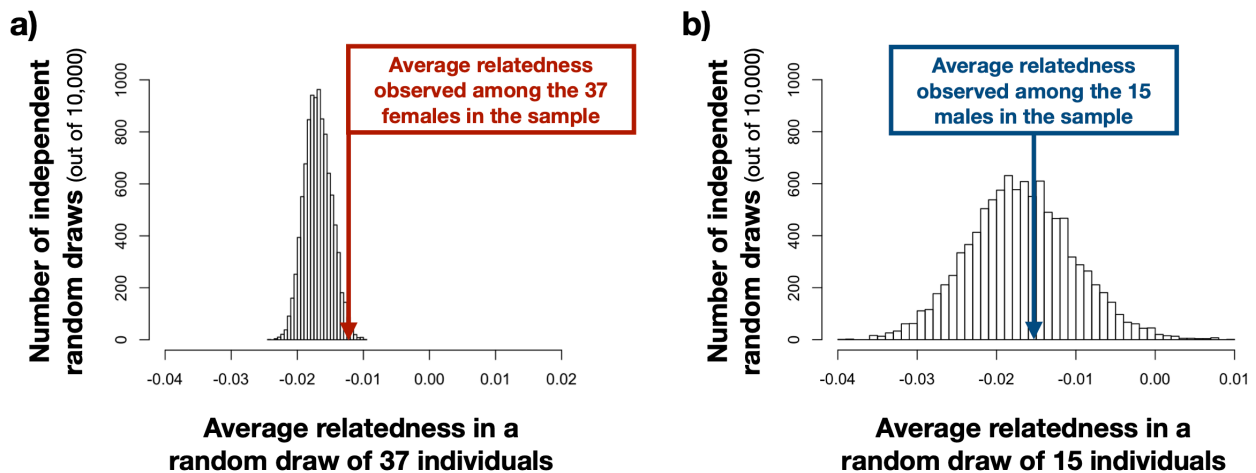 a)
Number of independent
random draws (out of 10,000)
1000
800
600
400
200
0
Average relatedness
observed among the 37
females in the sample
-0.04 -0.03 -0.02 -0.01 0.00 0.01 0.02
Average relatedness in a
random draw of 37 individuals
b)
Number of independent
random draws (out of 10,000)
1000
800
600
400
200
0
Average relatedness
observed among the 15
males in the sample
-0.04 -0.03 -0.02 -0.01 0.00 0.01
Average relatedness in a
random draw of 15 individuals